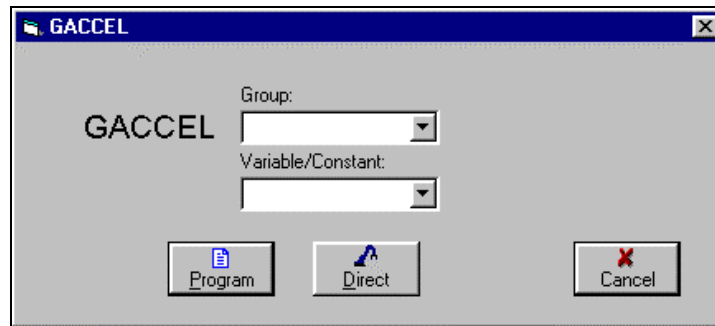 GACCEL
Group:
GACCEL
Variable/Constant:
Program Direct Cancel